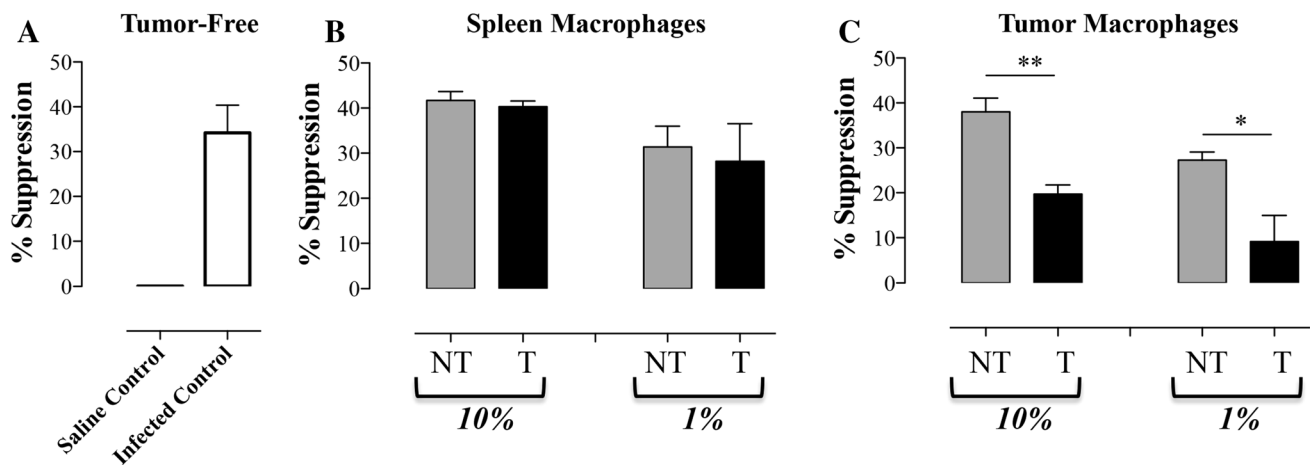 A Tumor-Free
% Suppression
50
40
30
20
10
0
Saline Control
Infected Control
B Spleen Macrophages
% Suppression
50
40
30
20
10
0
NT T NT T
10% 1%
C Tumor Macrophages
% Suppression
50
40
30
20
10
0
**
*
NT T NT T
10% 1%